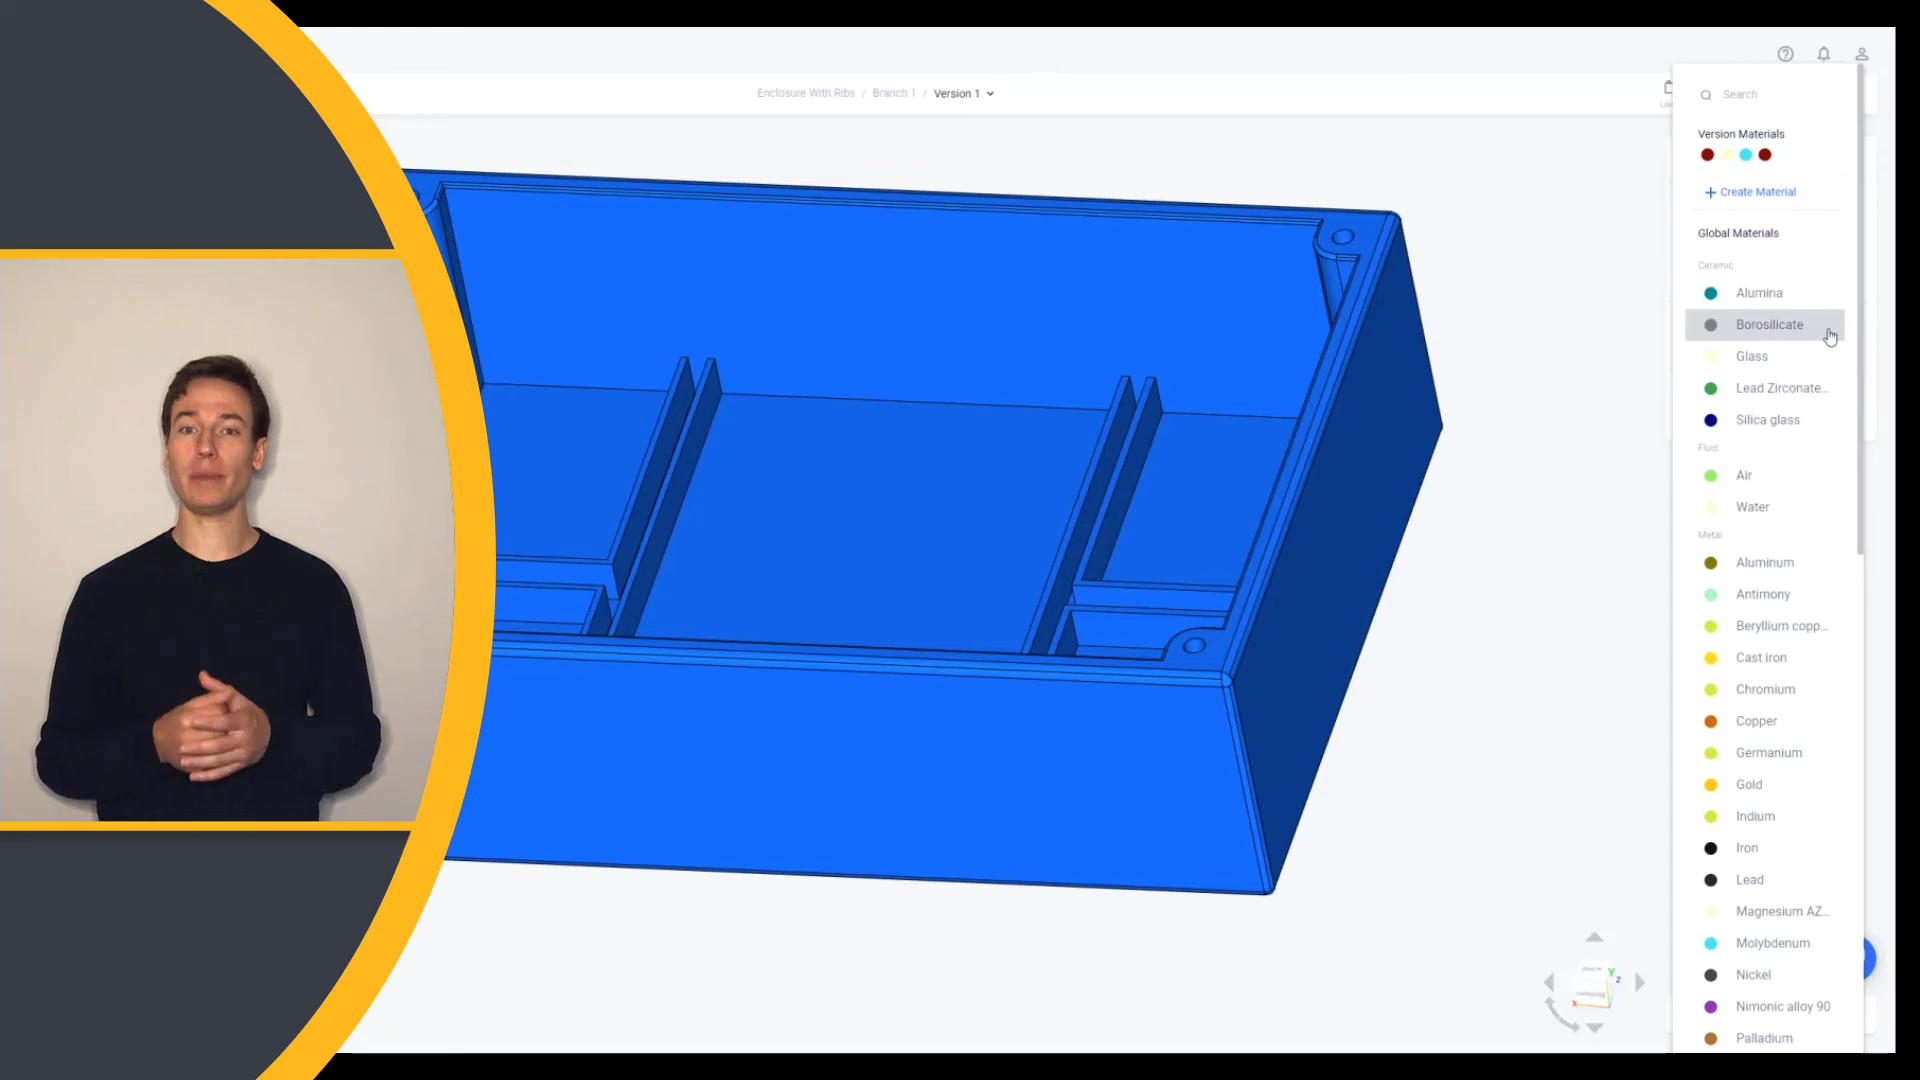 Enclosure With Ribs / Branch 1 / Version 1
Search
Version Materials
+ Create Material
Global Materials
Ceramic
Alumina
Borosilicate
Glass
Lead Zirconate...
Silica glass
Fluid
Air
Water
Metal
Aluminum
Antimony
Beryllium copp...
Cast iron
Chromium
Copper
Germanium
Gold
Indium
Iron
Lead
Magnesium AZ...
Molybdenum
Nickel
Nimonic alloy 90
Palladium
Y
Z
X